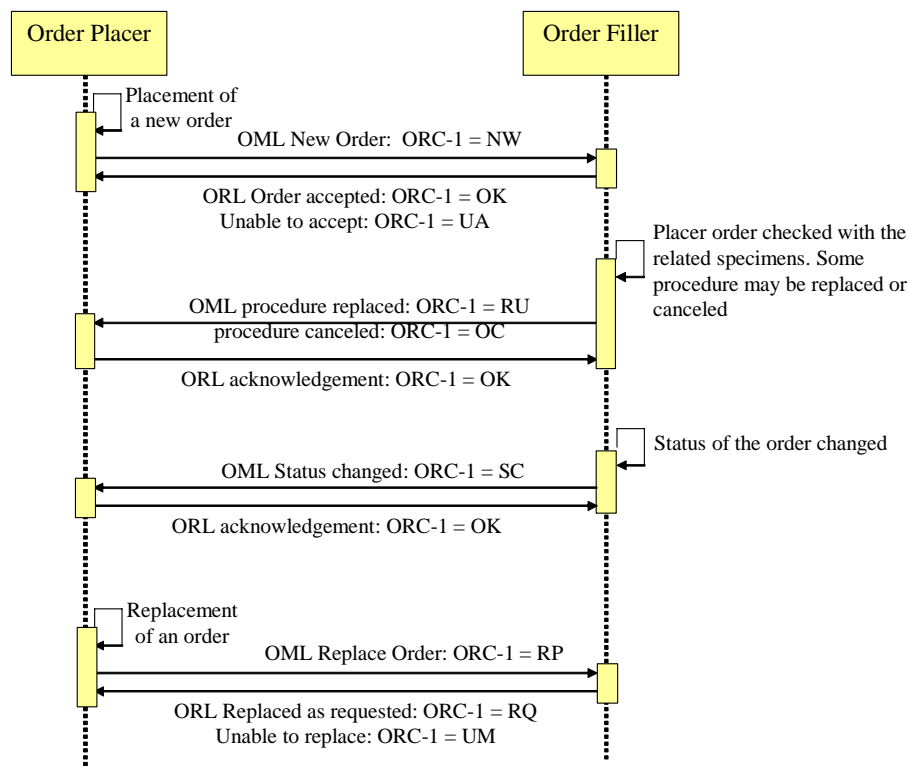 Order Placer
Order Filler
Placement of
a new order
OML New Order:  ORC-1 = NW
ORL Order accepted: ORC-1 = OK
Unable to accept: ORC-1 = UA
Placer order checked with the
related specimens. Some
procedure may be replaced or
canceled
OML procedure replaced: ORC-1 = RU
procedure canceled: ORC-1 = OC
ORL acknowledgement: ORC-1 = OK
Status of the order changed
OML Status changed: ORC-1 = SC
ORL acknowledgement: ORC-1 = OK
Replacement
of an order
OML Replace Order: ORC-1 = RP
ORL Replaced as requested: ORC-1 = RQ
Unable to replace: ORC-1 = UM